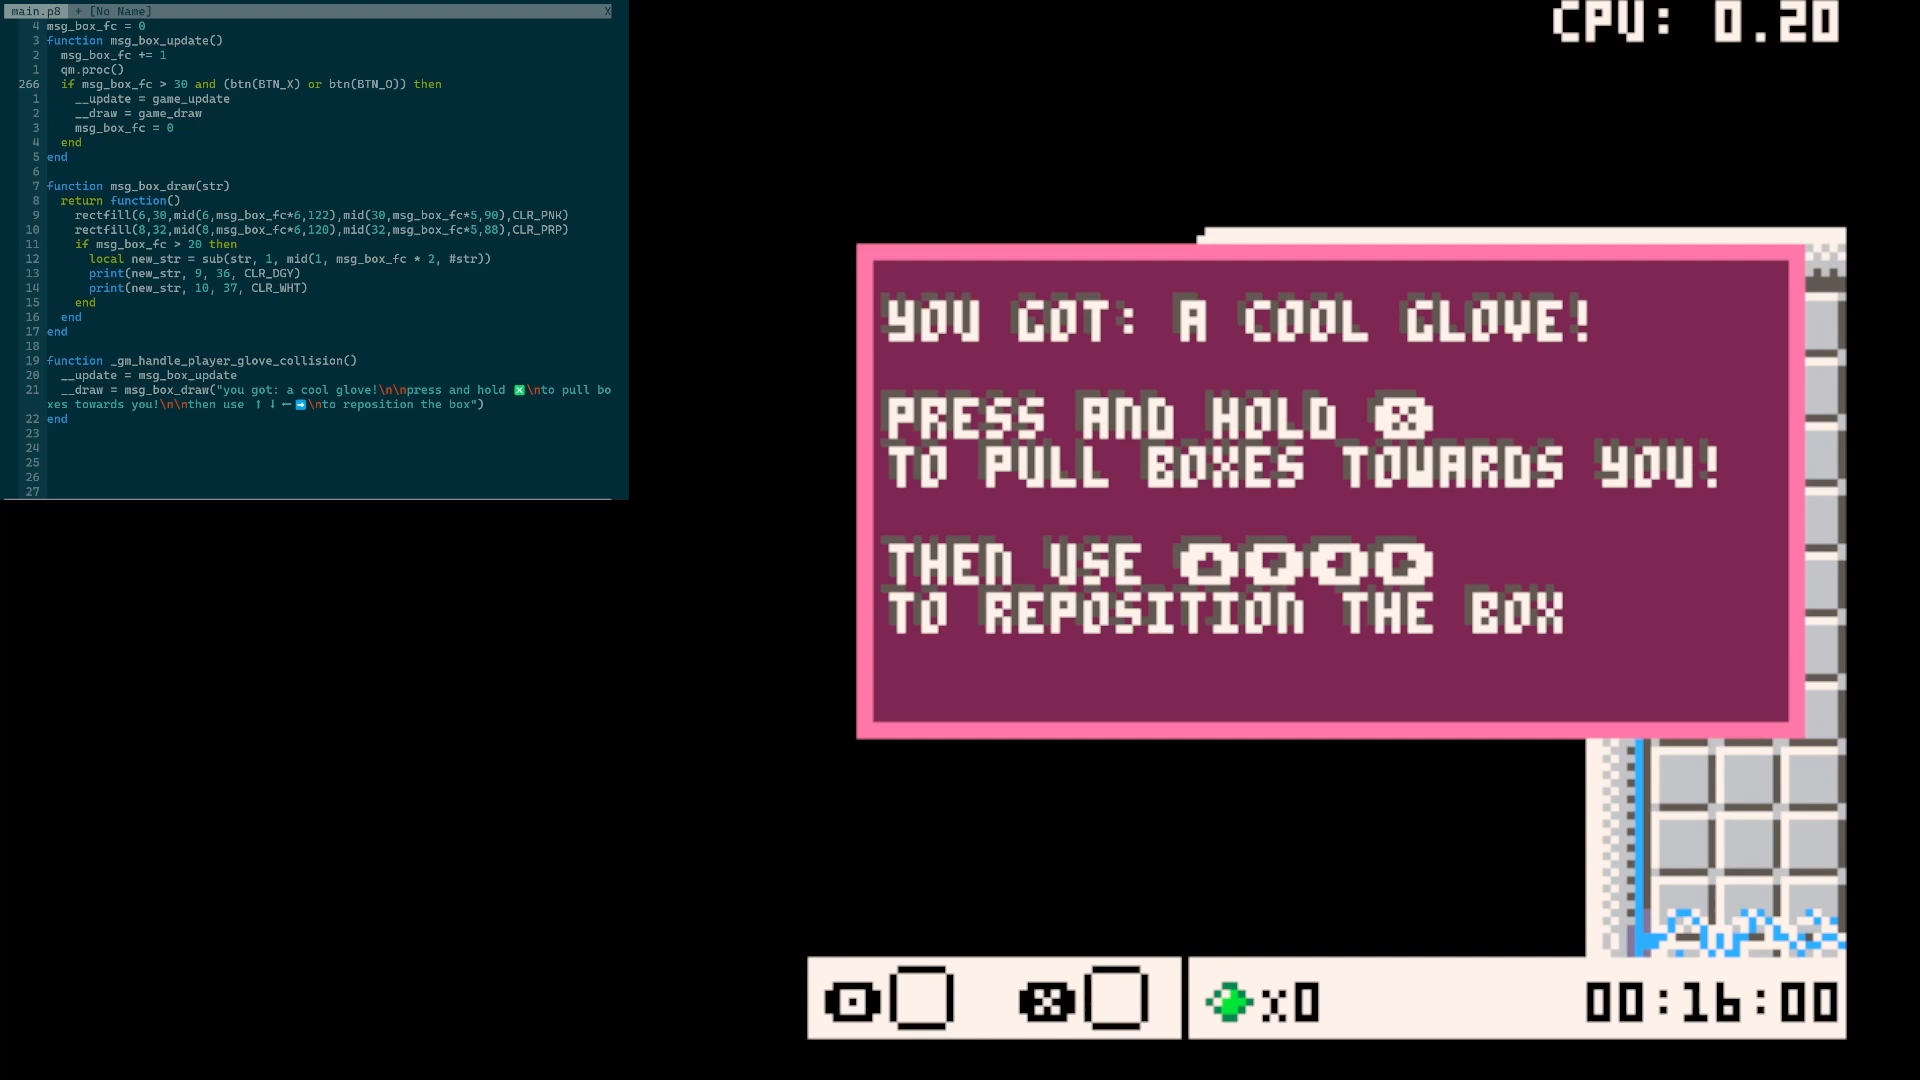 main.p8 + [No Name] X
4 msg_box_fc = 0
3 function msg_box_update()
2   msg_box_fc += 1
1   qm.proc()
266   if msg_box_fc > 30 and (btn(BTN_X) or btn(BTN_O)) then
1     __update = game_update
2     __draw = game_draw
3     msg_box_fc = 0
4   end
5 end
6
7 function msg_box_draw(str)
8   return function()
9     rectfill(6,30,mid(6,msg_box_fc*6,122),mid(30,msg_box_fc*5,90),CLR_PNK)
10     rectfill(8,32,mid(8,msg_box_fc*6,120),mid(32,msg_box_fc*5,88),CLR_PRP)
11     if msg_box_fc > 20 then
12       local new_str = sub(str, 1, mid(1, msg_box_fc * 2, #str))
13       print(new_str, 9, 36, CLR_DGY)
14       print(new_str, 10, 37, CLR_WHT)
15     end
16   end
17 end
18
19 function _gm_handle_player_glove_collision()
20   __update = msg_box_update
21   __draw = msg_box_draw("you got: a cool glove!\n\npress and hold ❎\nto pull bo
xes towards you!\n\nthen use ↑↓←➡️\nto reposition the box")
22 end
23
24
25
26
27
CPU: 0.20
YOU GOT: A COOL GLOVE!
PRESS AND HOLD ❎
TO PULL BOXES TOWARDS YOU!
THEN USE ⬆️⬇️⬅️➡️
TO REPOSITION THE BOX
🅾️ ❎ X0 00:16:00